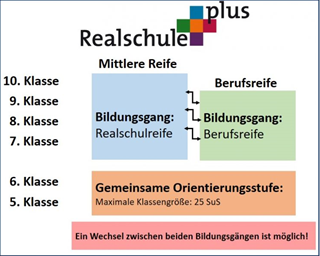 Realschule plus
Mittlere Reife
Berufsreife
10. Klasse
9. Klasse
8. Klasse
7. Klasse
Bildungsgang:
Realschulreife
Bildungsgang:
Berufsreife
6. Klasse
5. Klasse
Gemeinsame Orientierungsstufe:
Maximale Klassengröße: 25 SuS
Ein Wechsel zwischen beiden Bildungsgängen ist möglich!